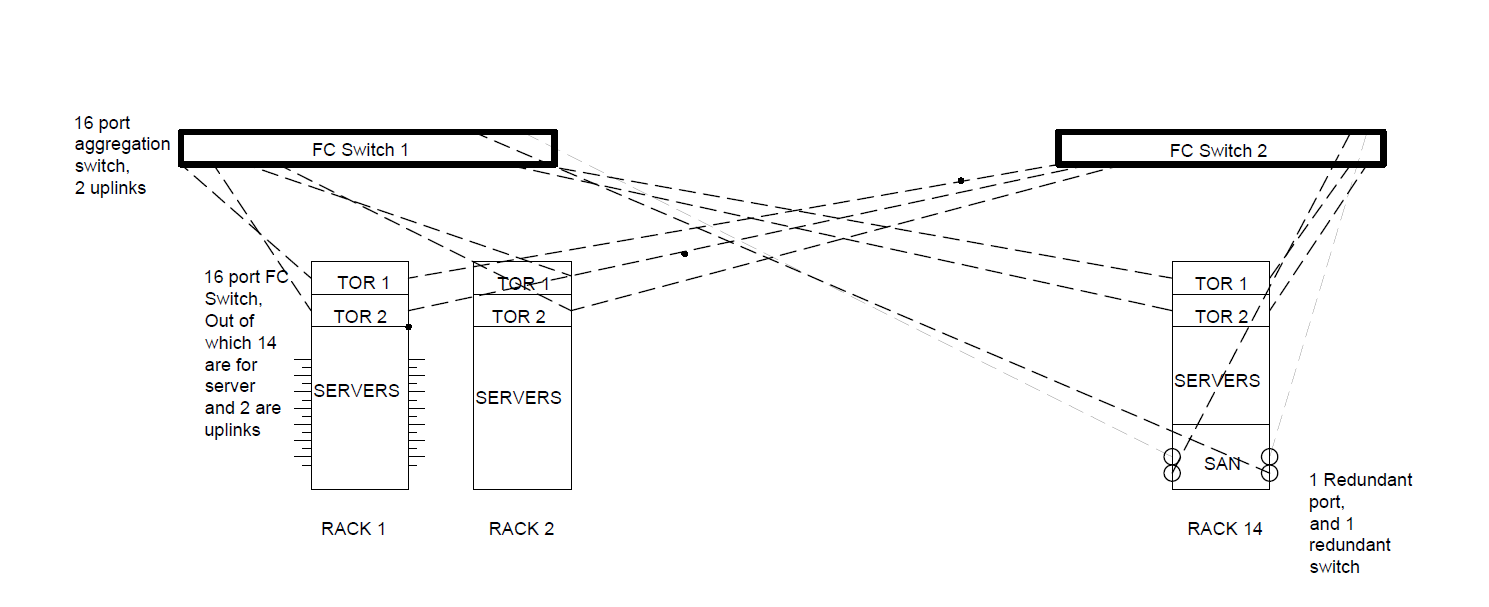 16 port
aggregation
switch,
2 uplinks
FC Switch 1
FC Switch 2
16 port FC
Switch,
Out of
which 14
are for
server
and 2 are
uplinks
TOR 1
TOR 2
SERVERS
RACK 1
TOR 1
TOR 2
SERVERS
RACK 2
TOR 1
TOR 2
SERVERS
SAN
RACK 14
1 Redundant
port,
and 1
redundant
switch